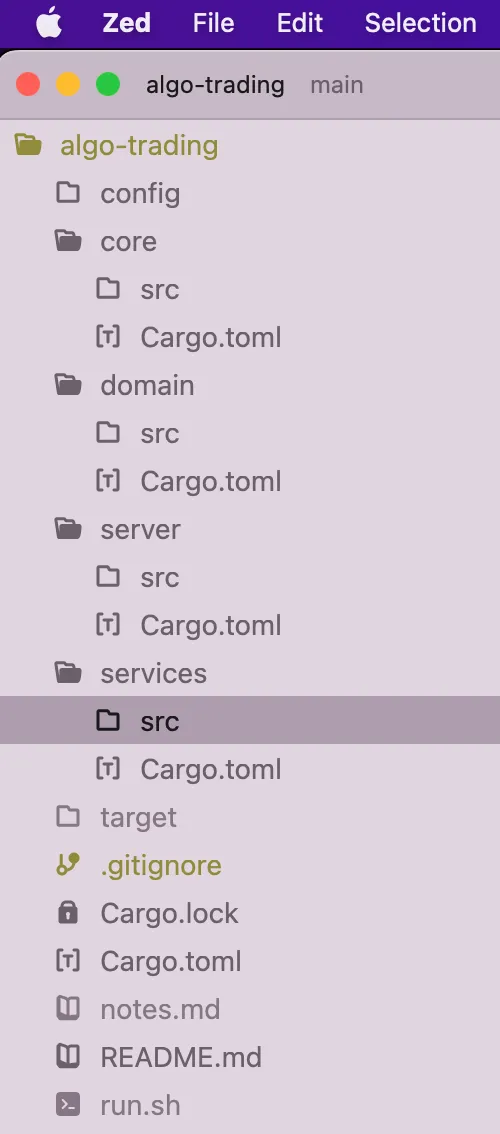 Zed File Edit Selection
algo-trading main
algo-trading
config
core
src
Cargo.toml
domain
src
Cargo.toml
server
src
Cargo.toml
services
src
Cargo.toml
target
.gitignore
Cargo.lock
Cargo.toml
notes.md
README.md
run.sh